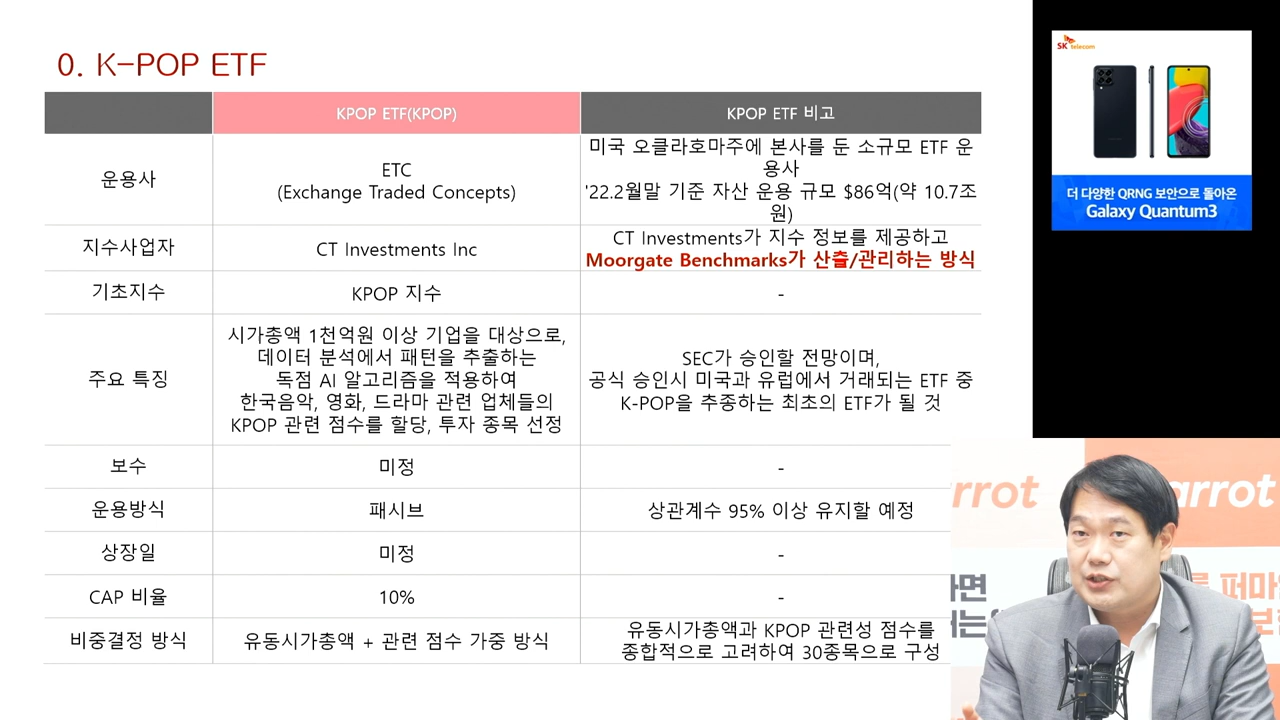 0. K-POP ETF
KPOP ETF(KPOP)
KPOP ETF 비고
운용사
ETC
(Exchange Traded Concepts)
미국 오클라호마주에 본사를 둔 소규모 ETF 운
용사
'22.2월말 기준 자산 운용 규모 $86억(약 10.7조
원)
지수사업자
CT Investments Inc
CT Investments가 지수 정보를 제공하고
Moorgate Benchmarks가 산출/관리하는 방식
기초지수
KPOP 지수
-
주요 특징
시가총액 1천억원 이상 기업을 대상으로,
데이터 분석에서 패턴을 추출하는
독점 AI 알고리즘을 적용하여
한국음악, 영화, 드라마 관련 업체들의
KPOP 관련 점수를 할당, 투자 종목 선정
SEC가 승인할 전망이며,
공식 승인시 미국과 유럽에서 거래되는 ETF 중
K-POP을 추종하는 최초의 ETF가 될 것
보수
미정
-
운용방식
패시브
상관계수 95% 이상 유지할 예정
상장일
미정
-
CAP 비율
10%
-
비중결정 방식
유동시가총액 + 관련 점수 가중 방식
유동시가총액과 KPOP 관련성 점수를
종합적으로 고려하여 30종목으로 구성
SK telecom
더 다양한 QRNG 보안으로 돌아온
Galaxy Quantum3
rrot
arrot